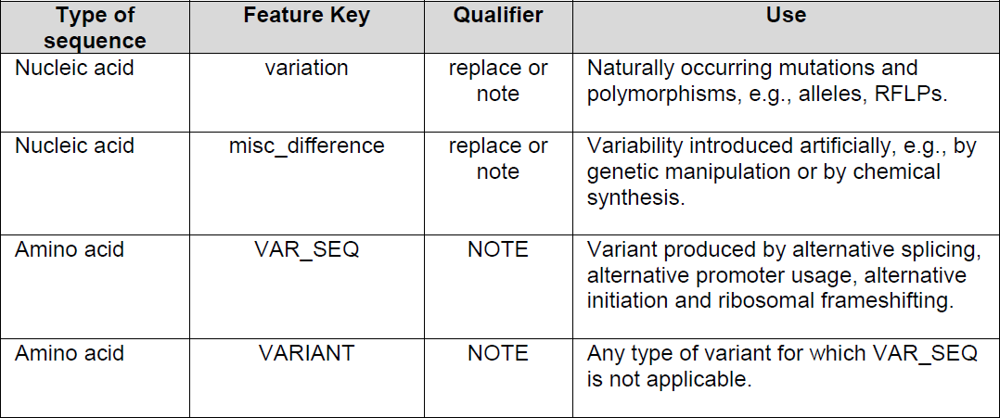 Type of sequence Feature Key Qualifier Use
Nucleic acid variation replace or note Naturally occurring mutations and
polymorphisms, e.g., alleles, RFLPs.
Nucleic acid misc_difference replace or note Variability introduced artificially, e.g., by
genetic manipulation or by chemical
synthesis.
Amino acid VAR_SEQ NOTE Variant produced by alternative splicing,
alternative promoter usage, alternative
initiation and ribosomal frameshifting.
Amino acid VARIANT NOTE Any type of variant for which VAR_SEQ
is not applicable.